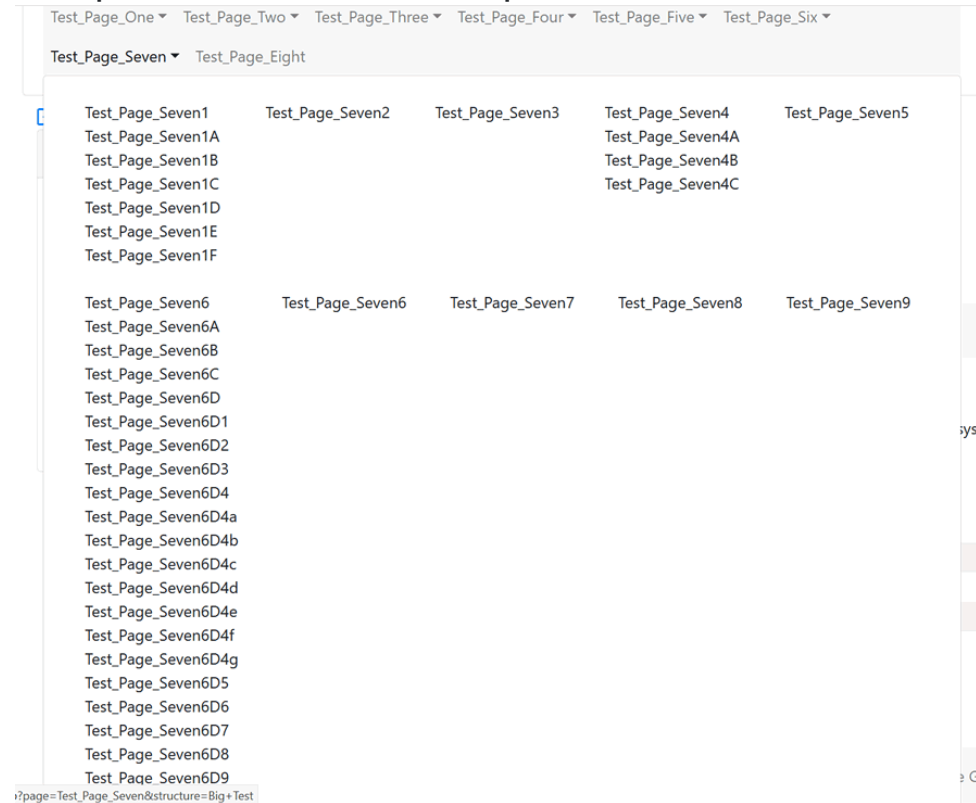 Test_Page_One Test_Page_Two Test_Page_Three Test_Page_Four Test_Page_Five Test_Page_Six
Test_Page_Seven Test_Page_Eight
Test_Page_Seven1 Test_Page_Seven2 Test_Page_Seven3 Test_Page_Seven4 Test_Page_Seven5
Test_Page_Seven1A Test_Page_Seven4A
Test_Page_Seven1B Test_Page_Seven4B
Test_Page_Seven1C Test_Page_Seven4C
Test_Page_Seven1D
Test_Page_Seven1E
Test_Page_Seven1F
Test_Page_Seven6 Test_Page_Seven6 Test_Page_Seven7 Test_Page_Seven8 Test_Page_Seven9
Test_Page_Seven6A
Test_Page_Seven6B
Test_Page_Seven6C
Test_Page_Seven6D
Test_Page_Seven6D1
sys
Test_Page_Seven6D2
Test_Page_Seven6D3
Test_Page_Seven6D4
Test_Page_Seven6D4a
Test_Page_Seven6D4b
Test_Page_Seven6D4c
Test_Page_Seven6D4d
Test_Page_Seven6D4e
Test_Page_Seven6D4f
Test_Page_Seven6D4g
Test_Page_Seven6D5
Test_Page_Seven6D6
Test_Page_Seven6D7
Test_Page_Seven6D8
Test_Page_Seven6D9
?page=Test_Page_Seven&structure=Big+Test